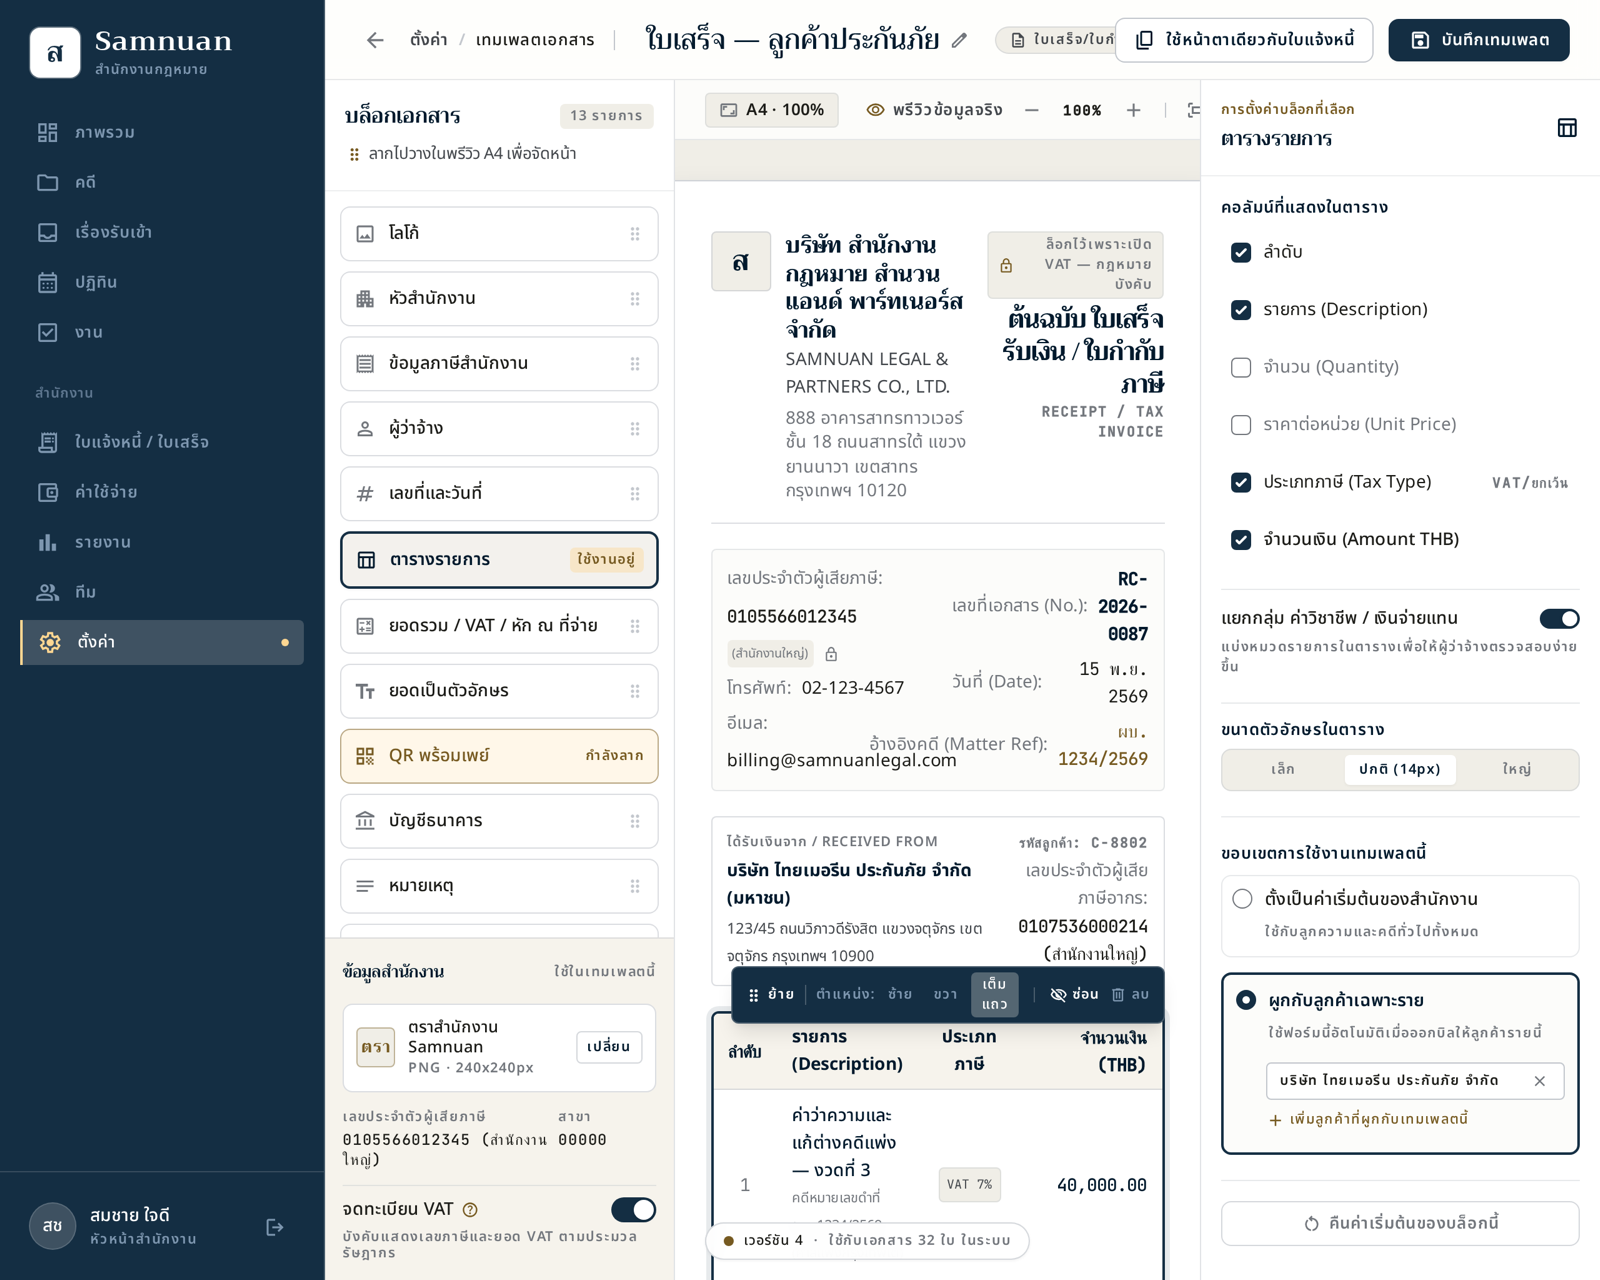 ส
Samnuan
สำนักงานกฎหมาย
ภาพรวม
คดี
เรื่องรับเข้า
ปฏิทิน
งาน
สำนักงาน
ใบแจ้งหนี้ / ใบเสร็จ
ค่าใช้จ่าย
รายงาน
ทีม
ตั้งค่า
สช
สมชาย ใจดี
หัวหน้าสำนักงาน
ตั้งค่า / เทมเพลตเอกสาร
ใบเสร็จ — ลูกค้าประกันภัย
ใบเสร็จ/ใบกำ
ใช้หน้าตาเดียวกับใบแจ้งหนี้
บันทึกเทมเพลต
บล็อกเอกสาร
13 รายการ
ลากไปวางในพรีวิว A4 เพื่อจัดหน้า
โลโก้
หัวสำนักงาน
ข้อมูลภาษีสำนักงาน
ผู้ว่าจ้าง
เลขที่และวันที่
ตารางรายการ
ใช้งานอยู่
ยอดรวม / VAT / หัก ณ ที่จ่าย
ยอดเป็นตัวอักษร
QR พร้อมเพย์
กำลังลาก
บัญชีธนาคาร
หมายเหตุ
ข้อมูลสำนักงาน
ใช้ในเทมเพลตนี้
ตรา
ตราสำนักงาน
Samnuan
PNG · 240x240px
เปลี่ยน
เลขประจำตัวผู้เสียภาษี
0105566012345 (สำนักงาน
ใหญ่)
สาขา
00000
จดทะเบียน VAT
บังคับแสดงเลขภาษีและยอด VAT ตามประมวล
รัษฎากร
A4 · 100%
พรีวิวข้อมูลจริง
100%
ส
บริษัท สำนักงาน
กฎหมาย สำนวน
แอนด์ พาร์ทเนอร์ส
จำกัด
SAMNUAN LEGAL &
PARTNERS CO., LTD.
888 อาคารสาทรทาวเวอร์
ชั้น 18 ถนนสาทรใต้ แขวง
ยานนาวา เขตสาทร
กรุงเทพฯ 10120
ล็อกไว้เพราะเปิด
VAT — กฎหมาย
บังคับ
ต้นฉบับ ใบเสร็จ
รับเงิน / ใบกำกับ
ภาษี
RECEIPT / TAX
INVOICE
เลขประจำตัวผู้เสียภาษี:
0105566012345
(สำนักงานใหญ่)
โทรศัพท์: 02-123-4567
อีเมล:
billing@samnuanlegal.com
เลขที่เอกสาร (No.):
RC-
2026-
0087
วันที่ (Date):
15 พ.ย.
2569
อ้างอิงคดี (Matter Ref):
ผบ.
1234/2569
ได้รับเงินจาก / RECEIVED FROM
บริษัท ไทยเมอรีน ประกันภัย จำกัด
(มหาชน)
123/45 ถนนวิภาวดีรังสิต แขวงจตุจักร เขต
จตุจักร กรุงเทพฯ 10900
รหัสลูกค้า: C-8802
เลขประจำตัวผู้เสีย
ภาษีอากร:
0107536000214
(สำนักงานใหญ่)
ย้าย
ตำแหน่ง:
ซ้าย
ขวา
เต็ม
แถว
ซ่อน
ลบ
ลำดับ
รายการ
(Description)
ประเภท
ภาษี
จำนวนเงิน
(THB)
1
ค่าว่าความและ
แก้ต่างคดีแพ่ง
— งวดที่ 3
คดีหมายเลขดำที่
VAT 7%
40,000.00
เวอร์ชัน 4 · ใช้กับเอกสาร 32 ใบ ในระบบ
การตั้งค่าบล็อกที่เลือก
ตารางรายการ
คอลัมน์ที่แสดงในตาราง
ลำดับ
รายการ (Description)
จำนวน (Quantity)
ราคาต่อหน่วย (Unit Price)
ประเภทภาษี (Tax Type)
VAT/ยกเว้น
จำนวนเงิน (Amount THB)
แยกกลุ่ม ค่าวิชาชีพ / เงินจ่ายแทน
แบ่งหมวดรายการในตารางเพื่อให้ผู้ว่าจ้างตรวจสอบง่าย
ขึ้น
ขนาดตัวอักษรในตาราง
เล็ก
ปกติ (14px)
ใหญ่
ขอบเขตการใช้งานเทมเพลตนี้
ตั้งเป็นค่าเริ่มต้นของสำนักงาน
ใช้กับลูกความและคดีทั่วไปทั้งหมด
ผูกกับลูกค้าเฉพาะราย
ใช้ฟอร์มนี้อัตโนมัติเมื่อออกบิลให้ลูกค้ารายนี้
บริษัท ไทยเมอรีน ประกันภัย จำกัด
เพิ่มลูกค้าที่ผูกกับเทมเพลตนี้
คืนค่าเริ่มต้นของบล็อกนี้